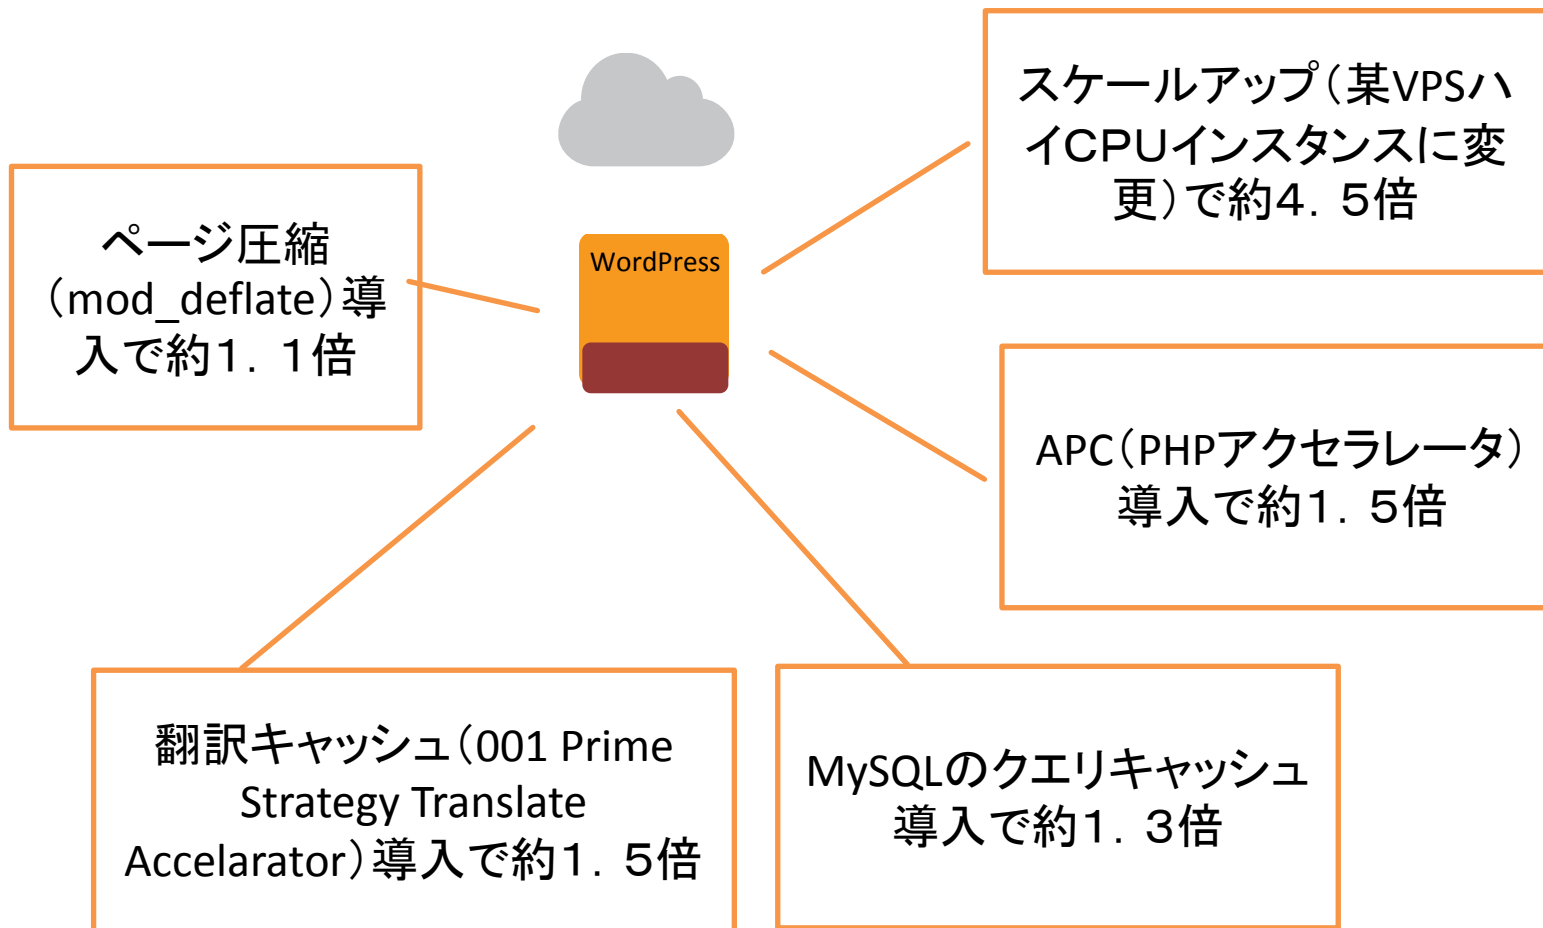 スケールアップ（某VPSハ
イCPUインスタンスに変
更）で約４．５倍
ページ圧縮
（mod_deflate）導
入で約１．１倍
WordPress
APC（PHPアクセラレータ）
導入で約１．５倍
翻訳キャッシュ（001 Prime
Strategy Translate
Accelarator）導入で約１．５倍
MySQLのクエリキャッシュ
導入で約１．３倍